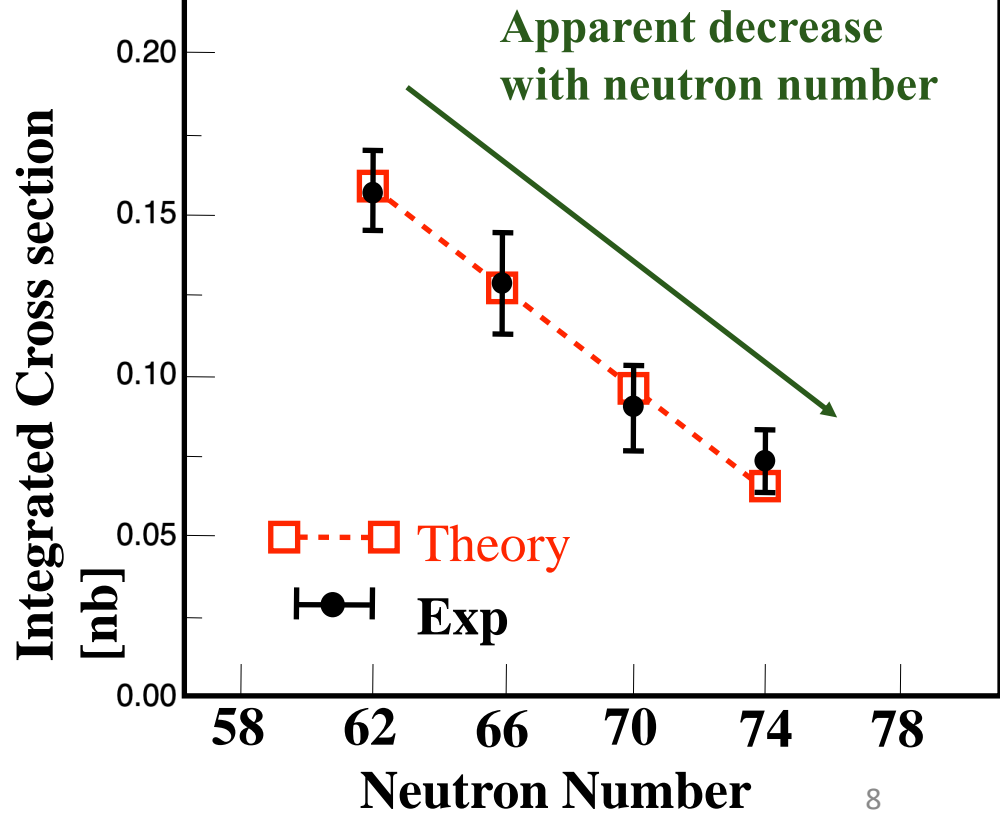 Apparent decrease
with neutron number
Integrated Cross section
[nb]
0.20
0.15
0.10
0.05
0.00
Theory
Exp
58 62 66 70 74 78
Neutron Number
8